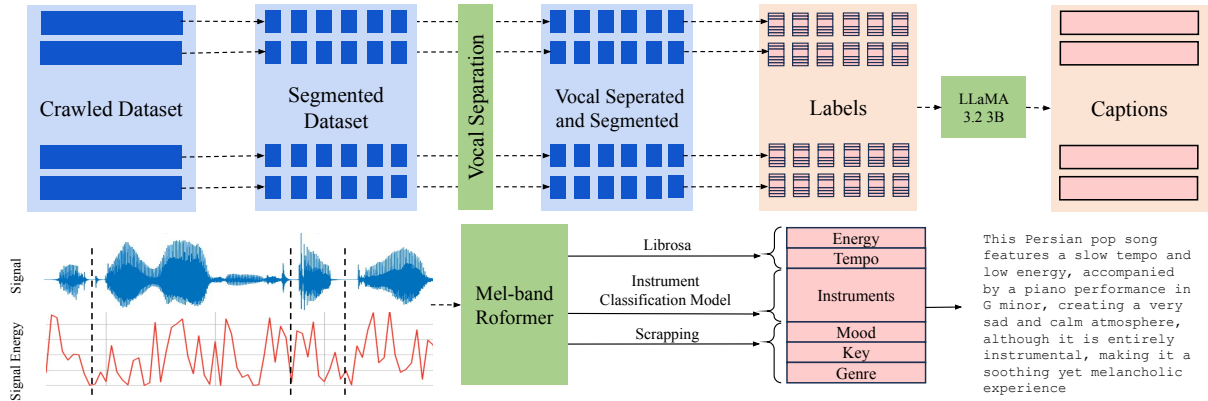 Crawled Dataset
Segmented
Dataset
Vocal Separation
Vocal Seperated
and Segmented
Labels
LLaMA
3.2 3B
Captions
Signal
Signal Energy
Mel-band
Roformer
Librosa
Instrument
Classification Model
Scrapping
Energy
Tempo
Instruments
Mood
Key
Genre
This Persian pop song
features a slow tempo and
low energy, accompanied
by a piano performance in
G minor, creating a very
sad and calm atmosphere,
although it is entirely
instrumental, making it a
soothing yet melancholic
experience